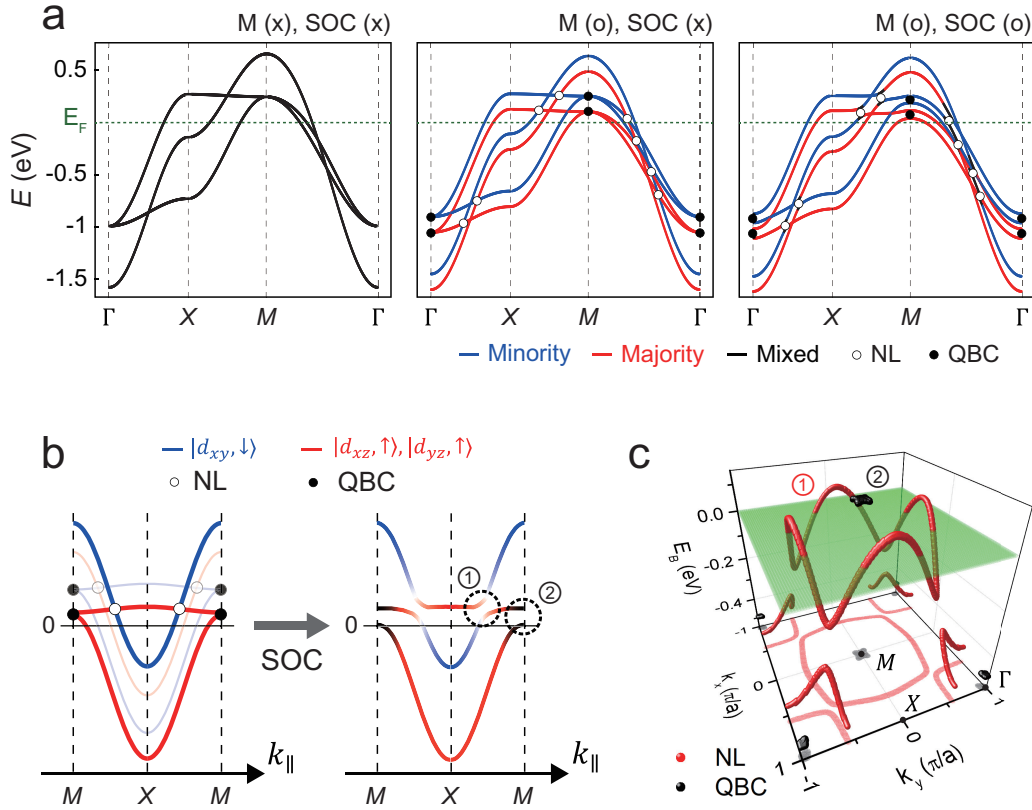 a
M (x), SOC (x)
M (o), SOC (x)
M (o), SOC (o)
0.5
E_F
-0.5
-1
-1.5
E (eV)
Γ X M Γ
Γ X M Γ
Γ X M Γ
Minority Majority Mixed NL QBC
b
|d_xy, ↓⟩ |d_xz, ↑⟩, |d_yz, ↑⟩
NL QBC
0
SOC
0
① ②
k_∥
k_∥
M X M
M X M
c
① ②
0.0
-0.2
-0.4
E_B (eV)
-1
0
1
k_x (π/a)
-1
0
1
k_y (π/a)
M
X
Γ
NL
QBC